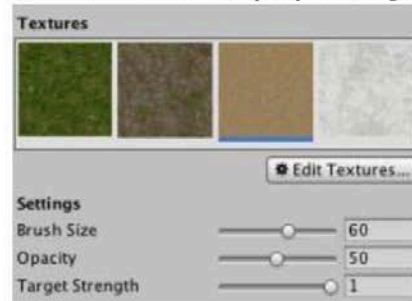 Textures
Edit Textures...
Settings
Brush Size 60
Opacity 50
Target Strength 1